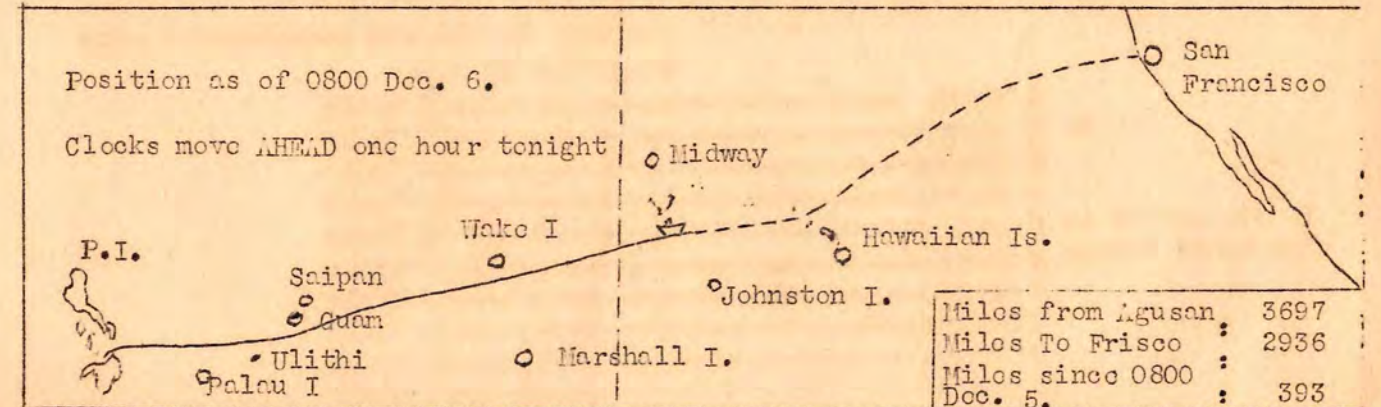 Position as of 0800 Dec. 6.
Clocks move AHEAD one hour tonight
San
Francisco
Midway
Wake I
Hawaiian Is.
P.I.
Saipan
Guam
Johnston I.
Ulithi
Marshall I.
Palau I
Miles from Agusan : 3697
Miles To Frisco : 2936
Miles since 0800
Dec. 5. : 393